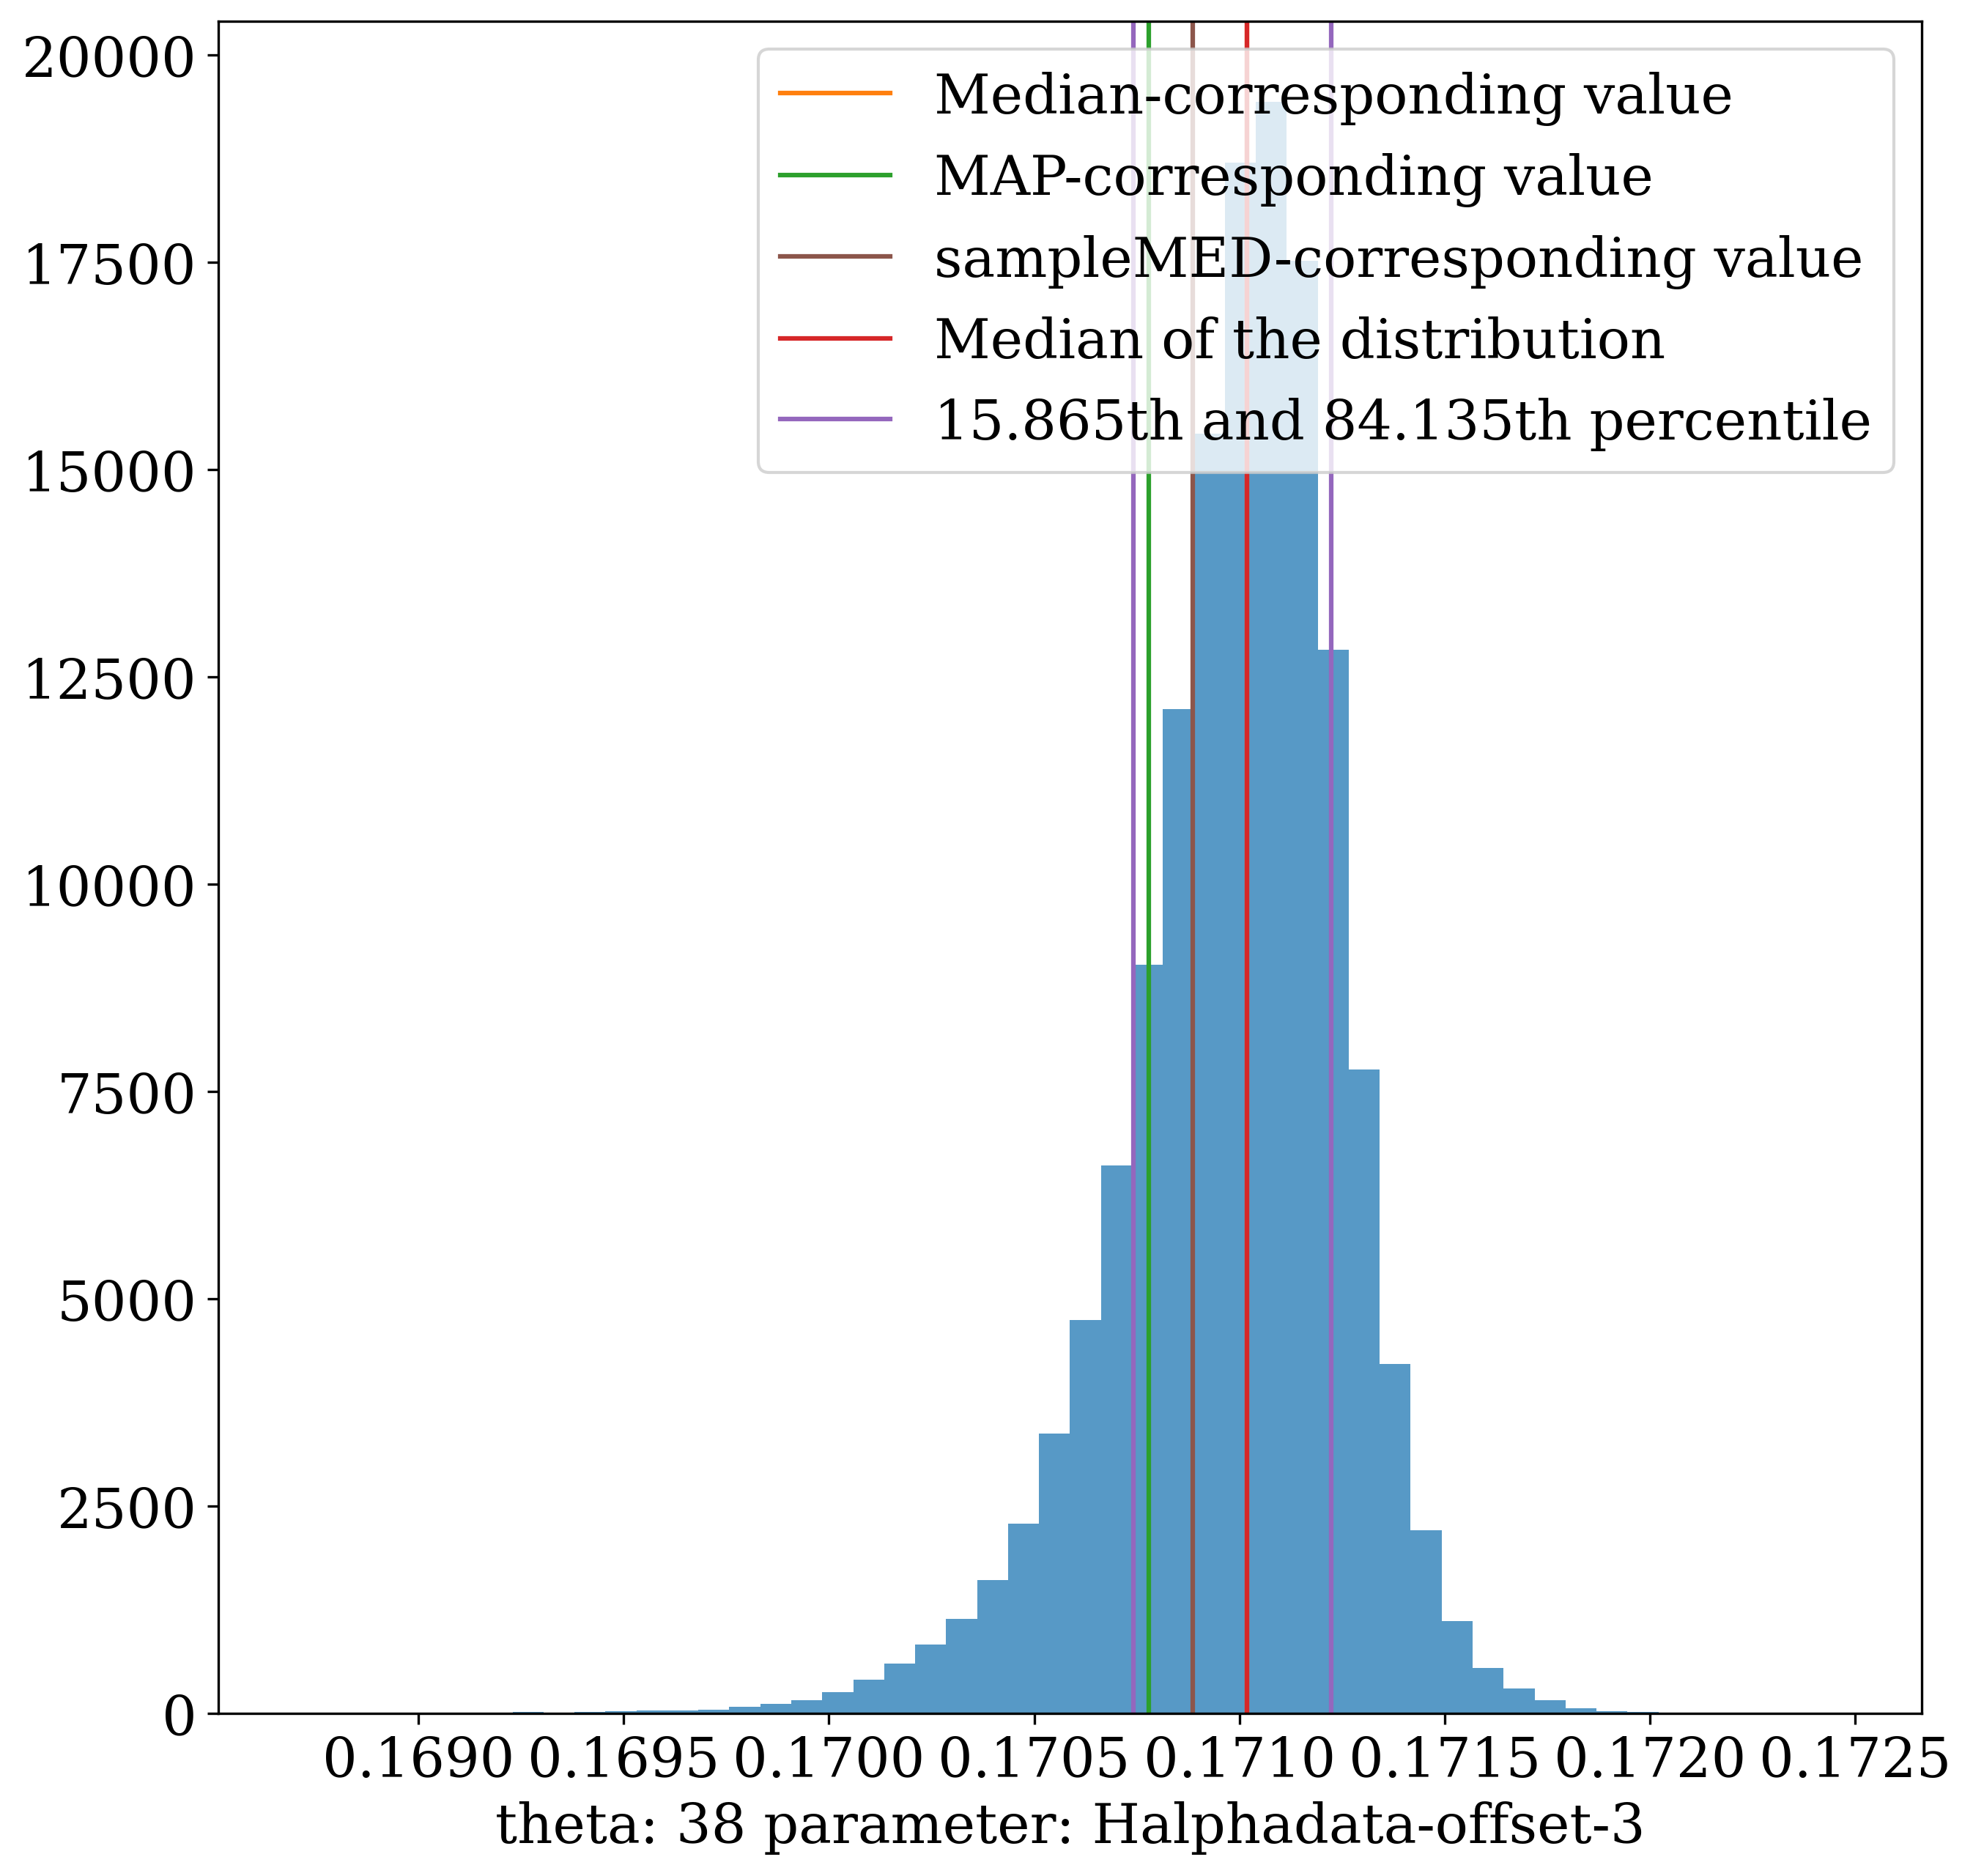 20000
17500
15000
12500
10000
7500
5000
2500
0
Median-corresponding value
MAP-corresponding value
sampleMED-corresponding value
Median of the distribution
15.865th and 84.135th percentile
0.1690 0.1695 0.1700 0.1705 0.1710 0.1715 0.1720 0.1725
theta: 38 parameter: Halphadata-offset-3